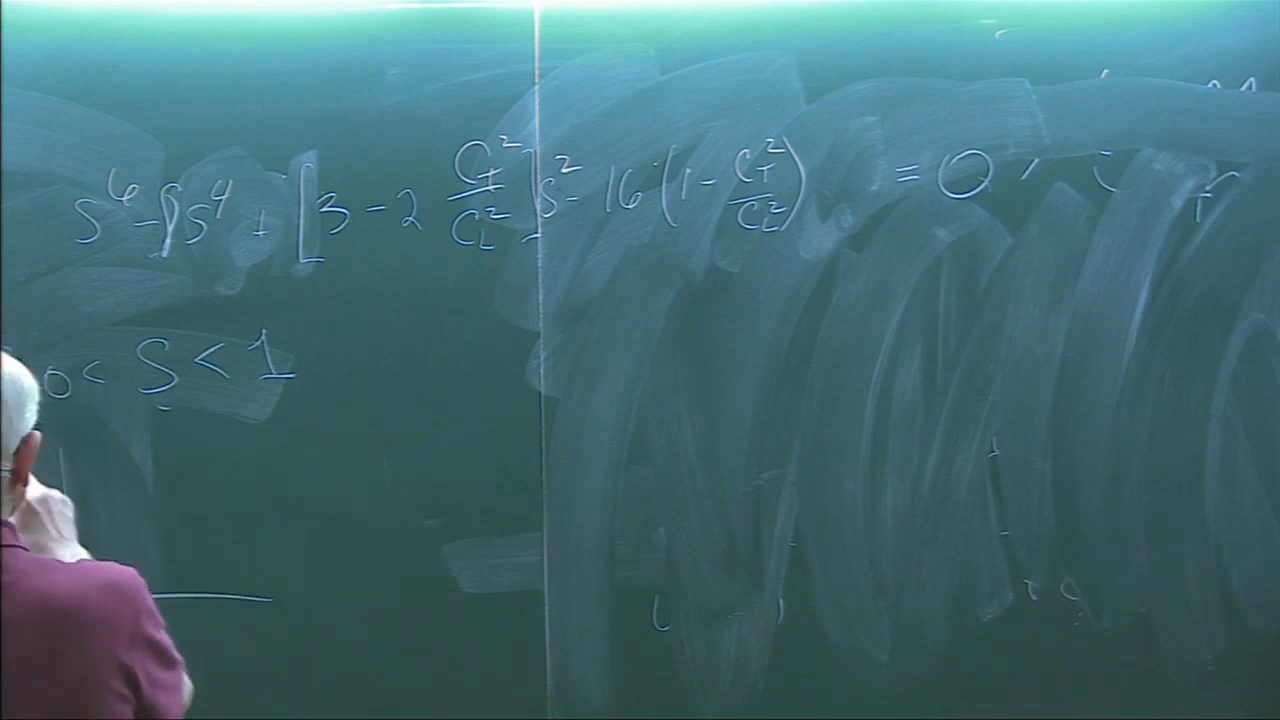 S⁶ - 8S⁴ + [3 - 2 C_T²/C_L²] S² - 16 (1 - C_T²/C_L²) = 0
0 < S < 1